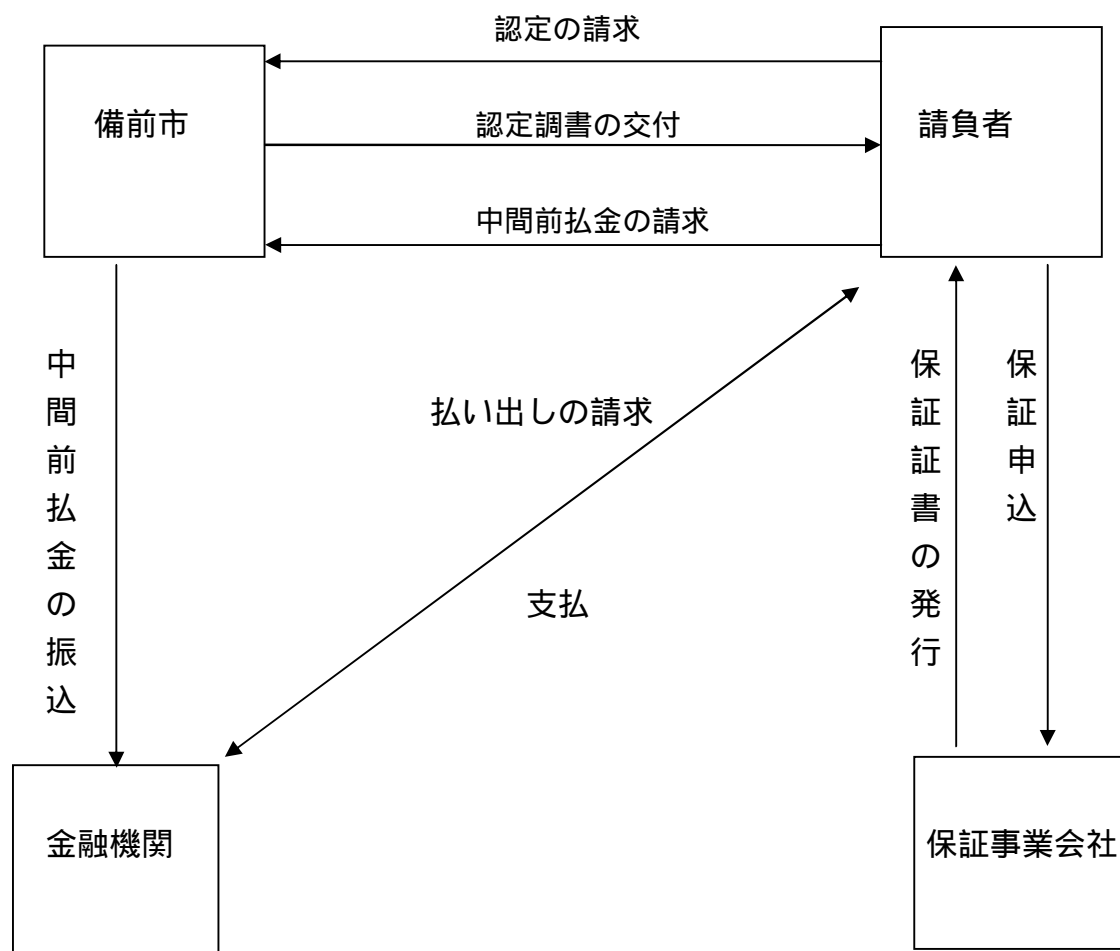 認定の請求
備前市
認定調書の交付
請負者
中間前払金の請求
中間前払金の振込
払い出しの請求
支払
保証証書の発行
保証申込
金融機関
保証事業会社